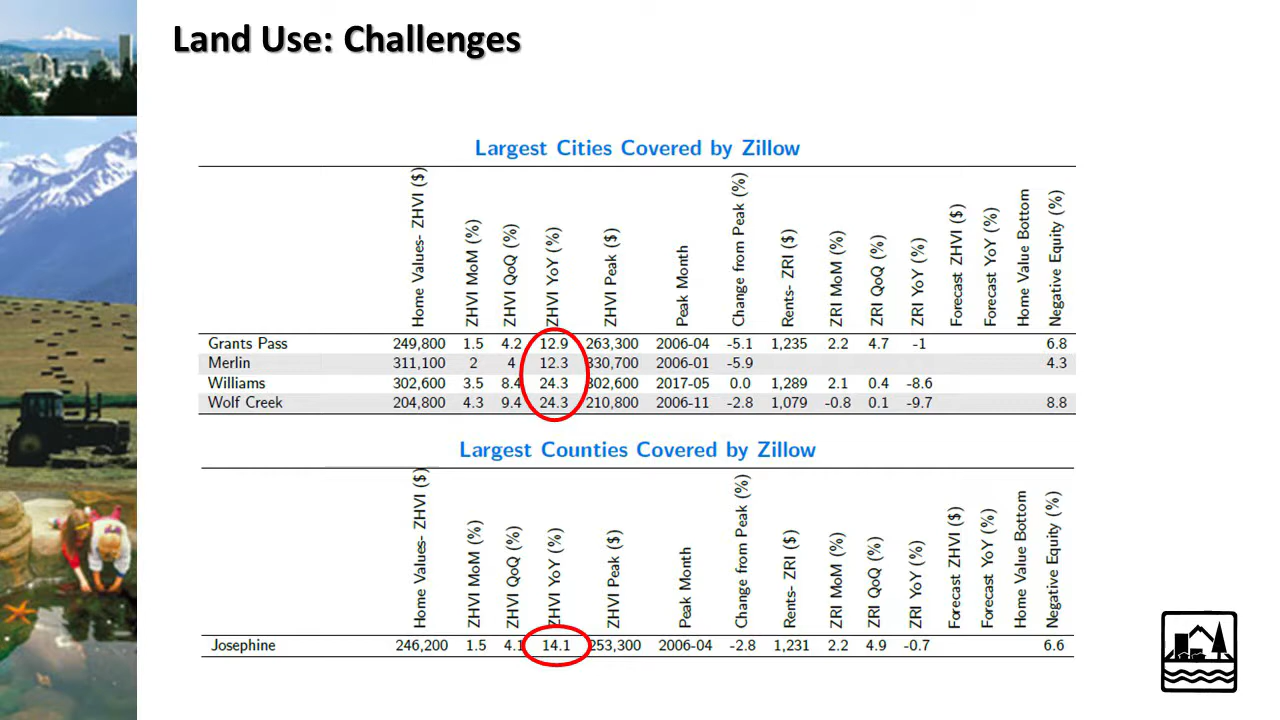 Land Use: Challenges
Largest Cities Covered by Zillow
Home Values- ZHVI ($) ZHVI MoM (%) ZHVI QoQ (%) ZHVI YoY (%) ZHVI Peak ($) Peak Month Change from Peak (%) Rents- ZRI ($) ZRI MoM (%) ZRI QoQ (%) ZRI YoY (%) Forecast ZHVI ($) Forecast YoY (%) Home Value Bottom Negative Equity (%)
Grants Pass 249,800 1.5 4.2 12.9 263,300 2006-04 -5.1 1,235 2.2 4.7 -1 6.8
Merlin 311,100 2 4 12.3 330,700 2006-01 -5.9 4.3
Williams 302,600 3.5 8.4 24.3 302,600 2017-05 0.0 1,289 2.1 0.4 -8.6
Wolf Creek 204,800 4.3 9.4 24.3 210,800 2006-11 -2.8 1,079 -0.8 0.1 -9.7 8.8
Largest Counties Covered by Zillow
Home Values- ZHVI ($) ZHVI MoM (%) ZHVI QoQ (%) ZHVI YoY (%) ZHVI Peak ($) Peak Month Change from Peak (%) Rents- ZRI ($) ZRI MoM (%) ZRI QoQ (%) ZRI YoY (%) Forecast ZHVI ($) Forecast YoY (%) Home Value Bottom Negative Equity (%)
Josephine 246,200 1.5 4.1 14.1 253,300 2006-04 -2.8 1,231 2.2 4.9 -0.7 6.6